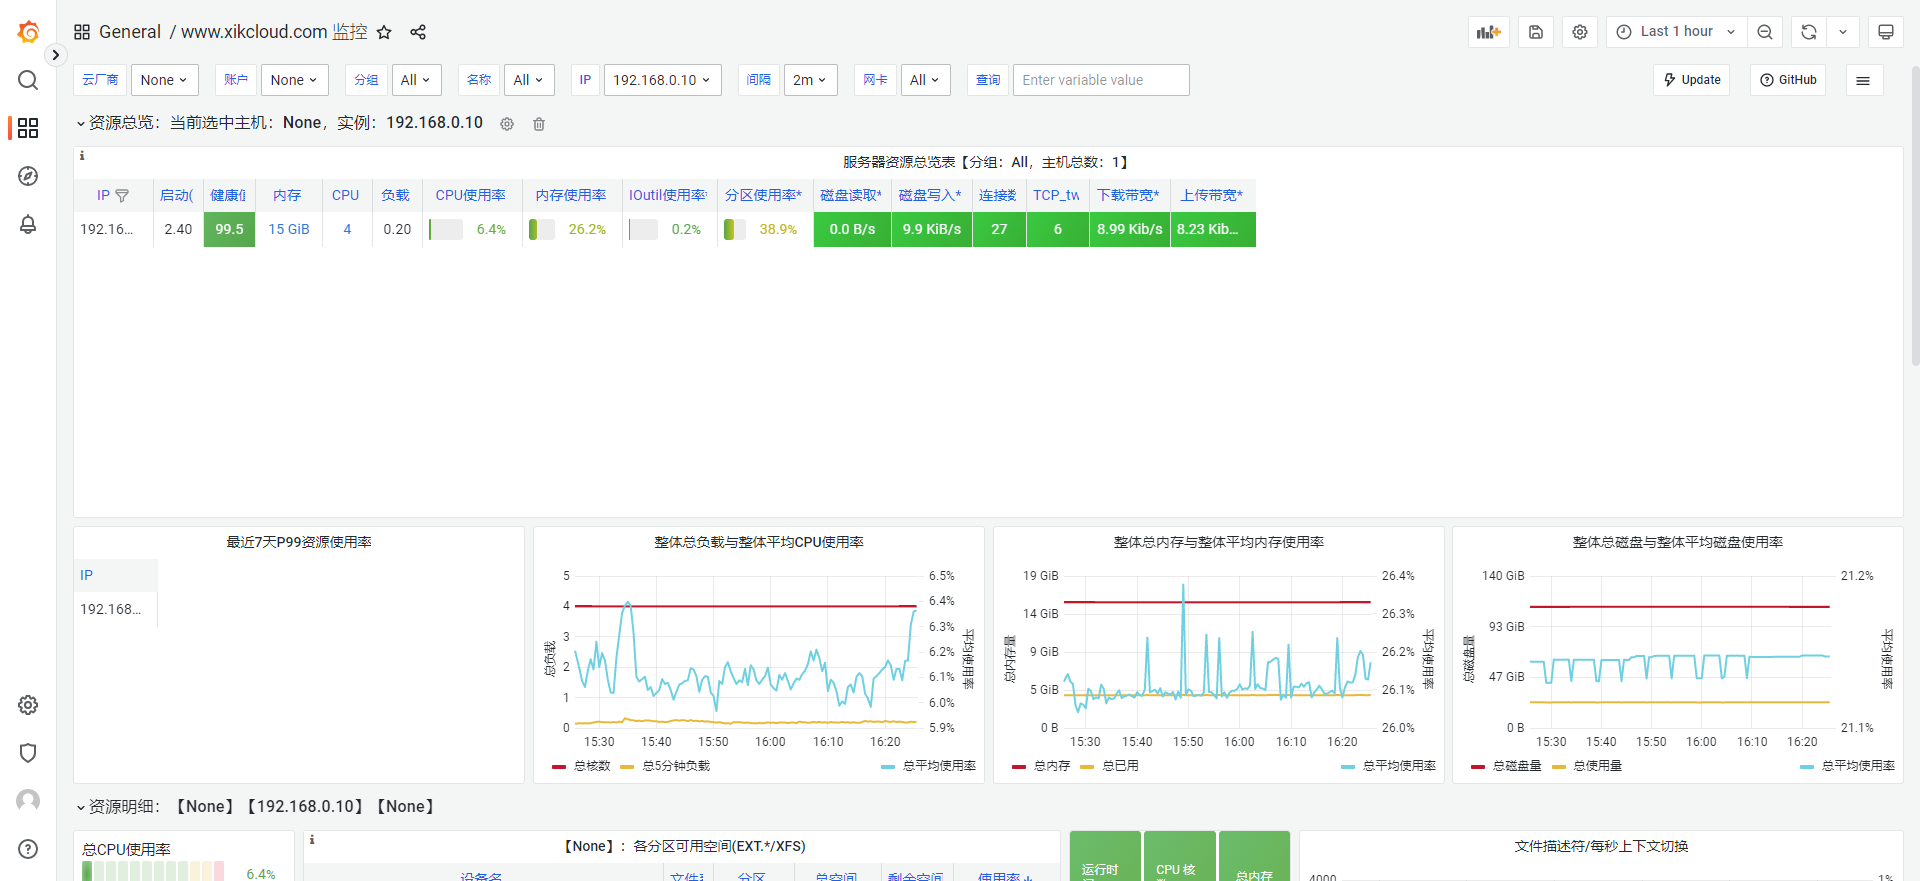 General / www.xikcloud.com 监控
Last 1 hour
云厂商 None 账户 None 分组 All 名称 All IP 192.168.0.10 间隔 2m 网卡 All 查询 Enter variable value Update GitHub
资源总览：当前选中主机：None，实例：192.168.0.10
服务器资源总览表【分组：All，主机总数：1】
IP 启动( 健康值 内存 CPU 负载 CPU使用率 内存使用率 IOutil使用率* 分区使用率* 磁盘读取* 磁盘写入* 连接数 TCP_tw 下载带宽* 上传带宽*
192.16... 2.40 99.5 15 GiB 4 0.20 6.4% 26.2% 0.2% 38.9% 0.0 B/s 9.9 KiB/s 27 6 8.99 Kib/s 8.23 Kib...
最近7天P99资源使用率
IP
192.168...
整体总负载与整体平均CPU使用率
5
4
3
2
1
0
总负载
6.5%
6.4%
6.3%
6.2%
6.1%
6.0%
5.9%
平均使用率
15:30 15:40 15:50 16:00 16:10 16:20
总核数 总5分钟负载 总平均使用率
整体总内存与整体平均内存使用率
19 GiB
14 GiB
9 GiB
5 GiB
0 B
总内存量
26.4%
26.3%
26.2%
26.1%
26.0%
平均使用率
15:30 15:40 15:50 16:00 16:10 16:20
总内存 总已用 总平均使用率
整体总磁盘与整体平均磁盘使用率
140 GiB
93 GiB
47 GiB
0 B
总磁盘量
21.2%
21.1%
平均使用率
15:30 15:40 15:50 16:00 16:10 16:20
总磁盘量 总使用量 总平均使用率
资源明细：【None】【192.168.0.10】【None】
总CPU使用率
6.4%
【None】：各分区可用空间(EXT.*/XFS)
设备名 文件 分区 总空间 剩余空间 使用率
运行时
CPU 核
总内存
文件描述符/每秒上下文切换
4000
1%